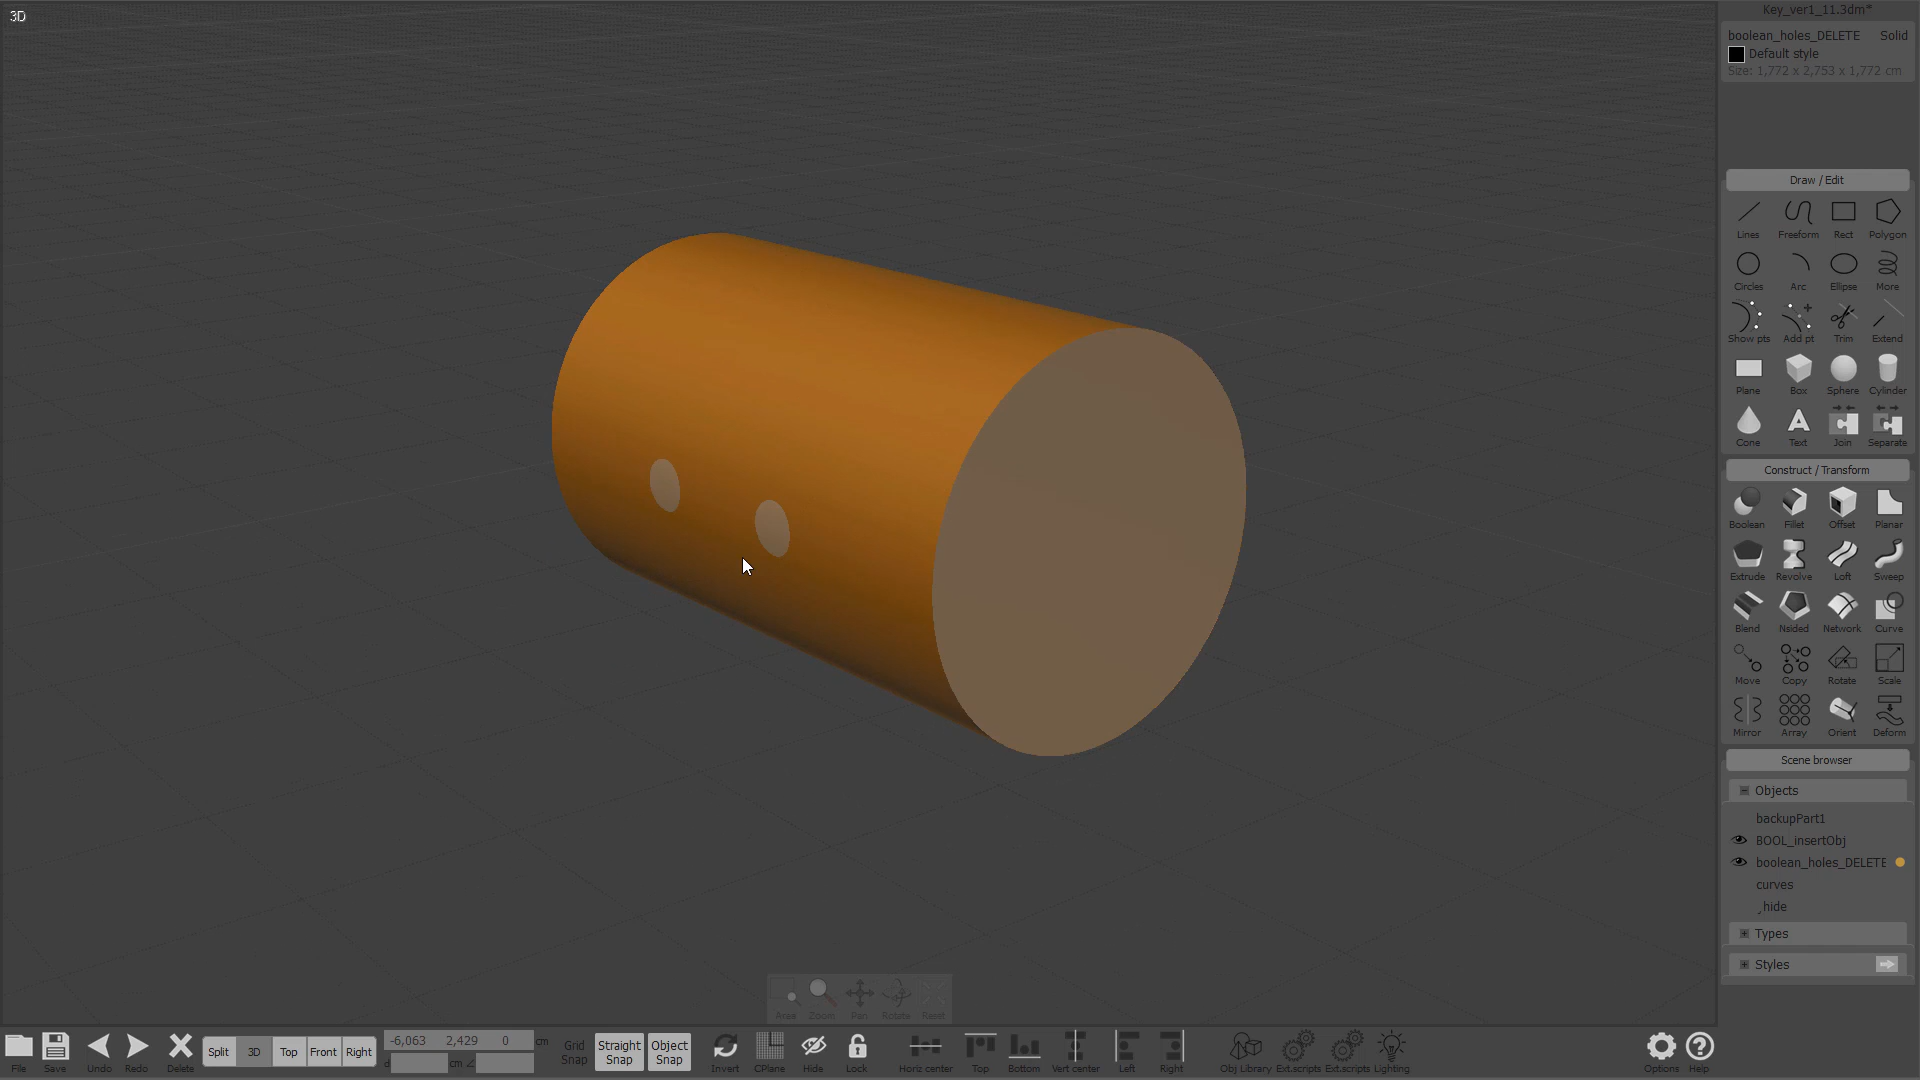 3D
Key_ver1_11.3dm*
boolean_holes_DELETE Solid
Default style
Size: 1,772 x 2,753 x 1,772 cm
Draw / Edit
Lines Freeform Rect Polygon
Circles Arc Ellipse More
Show pts Add pt Trim Extend
Plane Box Sphere Cylinder
Cone Text Join Separate
Construct / Transform
Boolean Fillet Offset Planar
Extrude Revolve Loft Sweep
Blend Nsided Network Curve
Move Copy Rotate Scale
Mirror Array Orient Deform
Scene browser
Objects
backupPart1
BOOL_insertObj
boolean_holes_DELETE
curves
hide
Types
Styles
Area Zoom Pan Rotate Reset
File Save Undo Redo Delete
Split 3D Top Front Right
-6,063 2,429 0 cm
d cm
Grid Snap
Straight Snap
Object Snap
Invert CPlane Hide Lock
Horiz center Top Bottom Vert center Left Right
Obj Library Ext.scripts Ext.scripts Lighting
Options Help